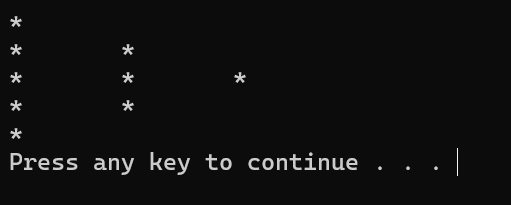 *
*       *
*       *       *
*       *
*
Press any key to continue . . .